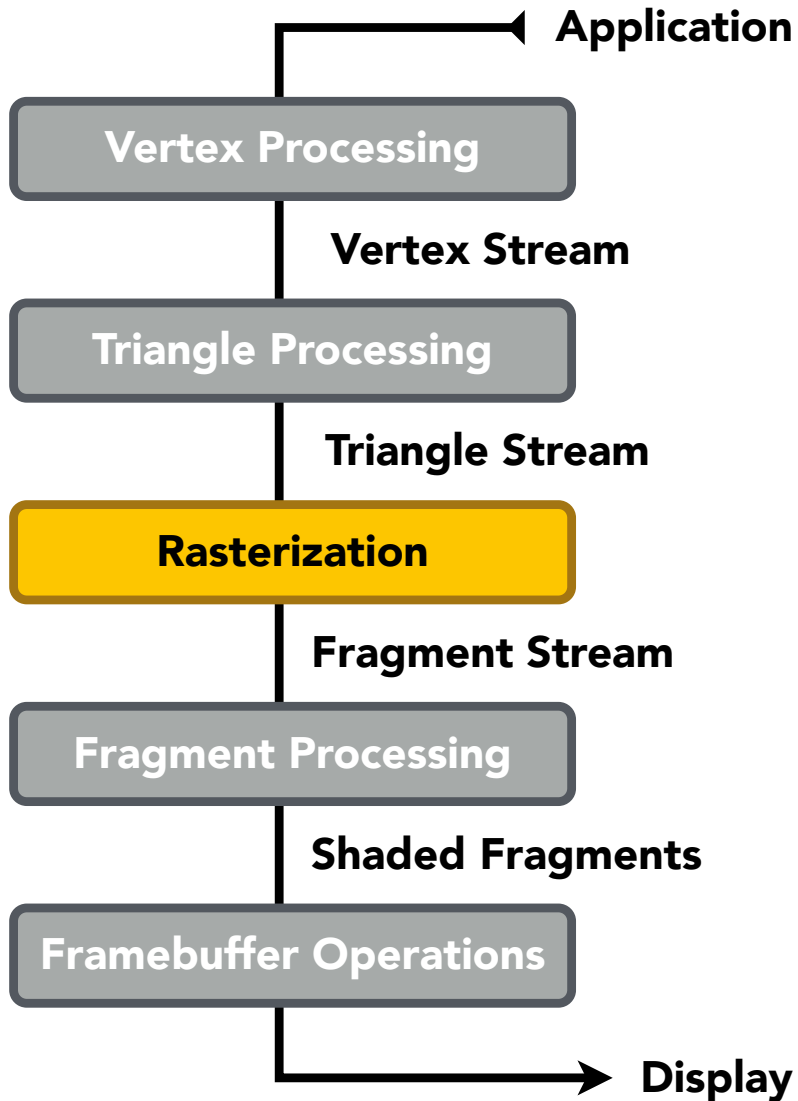 Application
Vertex Processing
Vertex Stream
Triangle Processing
Triangle Stream
Rasterization
Fragment Stream
Fragment Processing
Shaded Fragments
Framebuffer Operations
Display